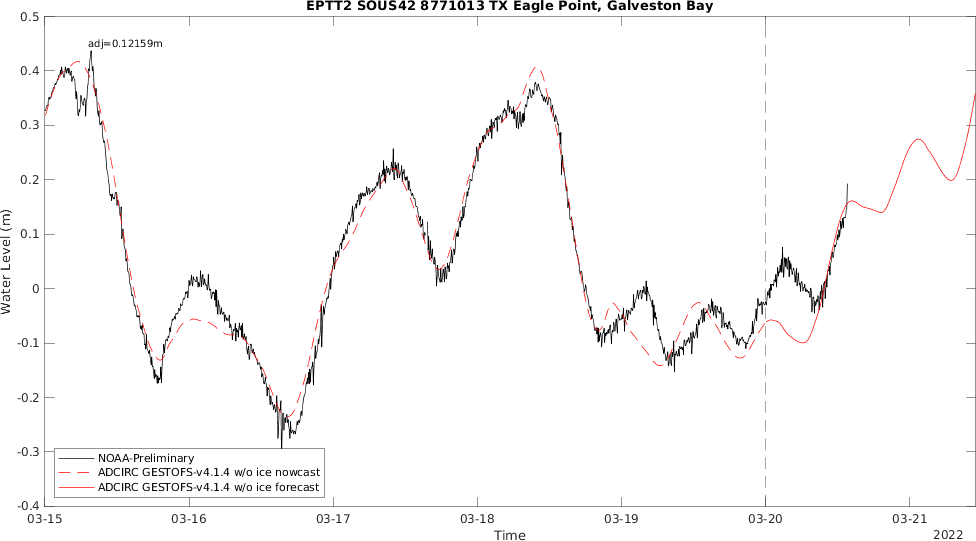 EPTT2 SOUS42 8771013 TX Eagle Point, Galveston Bay
adj=0.12159m
0.5
0.4
0.3
0.2
0.1
0
-0.1
-0.2
-0.3
-0.4
Water Level (m)
NOAA-Preliminary
ADCIRC GESTOFS-v4.1.4 w/o ice nowcast
ADCIRC GESTOFS-v4.1.4 w/o ice forecast
03-15 03-16 03-17 03-18 03-19 03-20 03-21
Time
2022